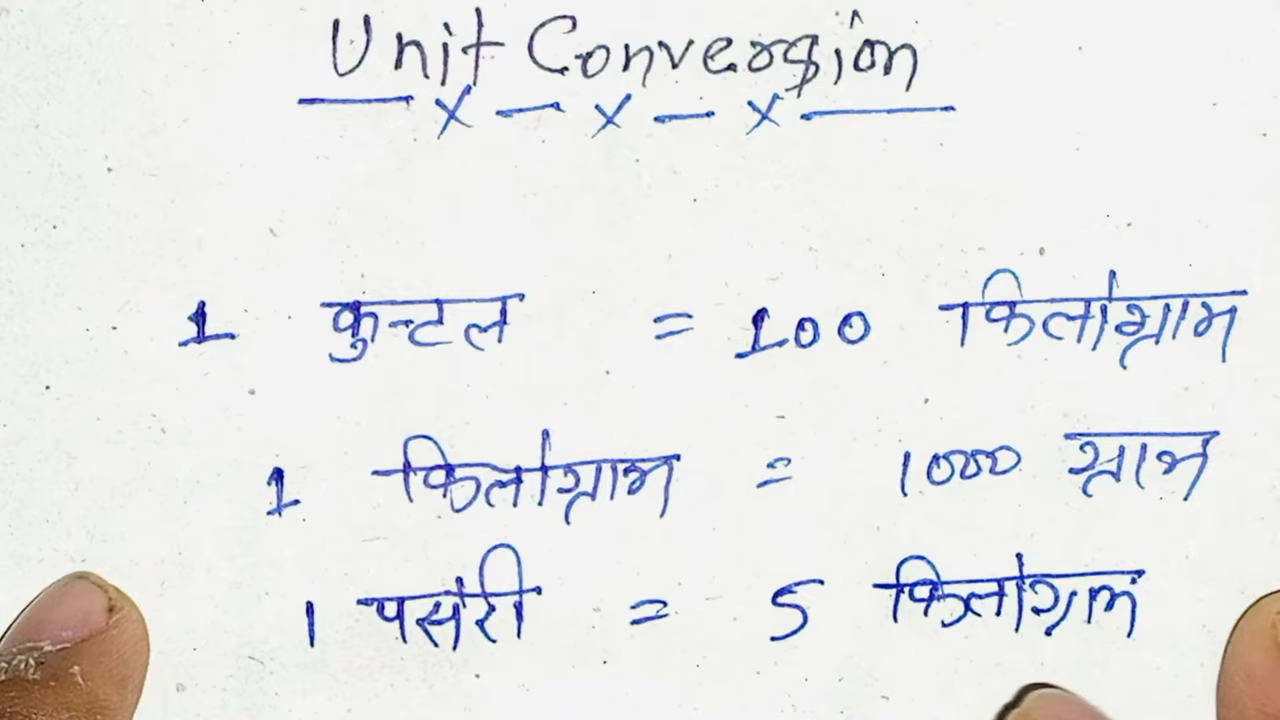 Unit Conversion
1 कुन्टल = 100 किलोग्राम
1 किलोग्राम = 1000 ग्राम
1 पसेरी = 5 किलोग्राम